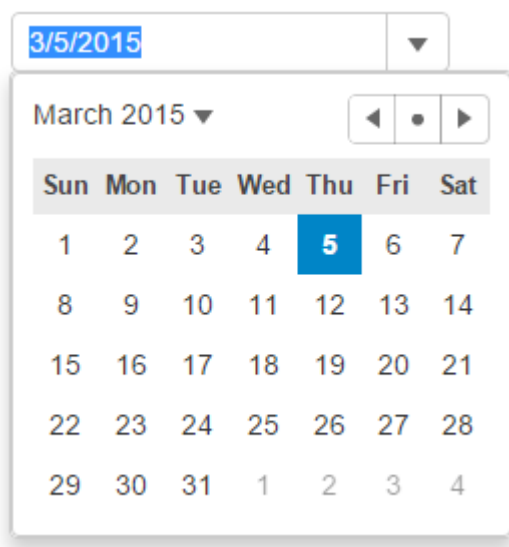 3/5/2015
March 2015
Sun Mon Tue Wed Thu Fri Sat
1 2 3 4 5 6 7
8 9 10 11 12 13 14
15 16 17 18 19 20 21
22 23 24 25 26 27 28
29 30 31 1 2 3 4